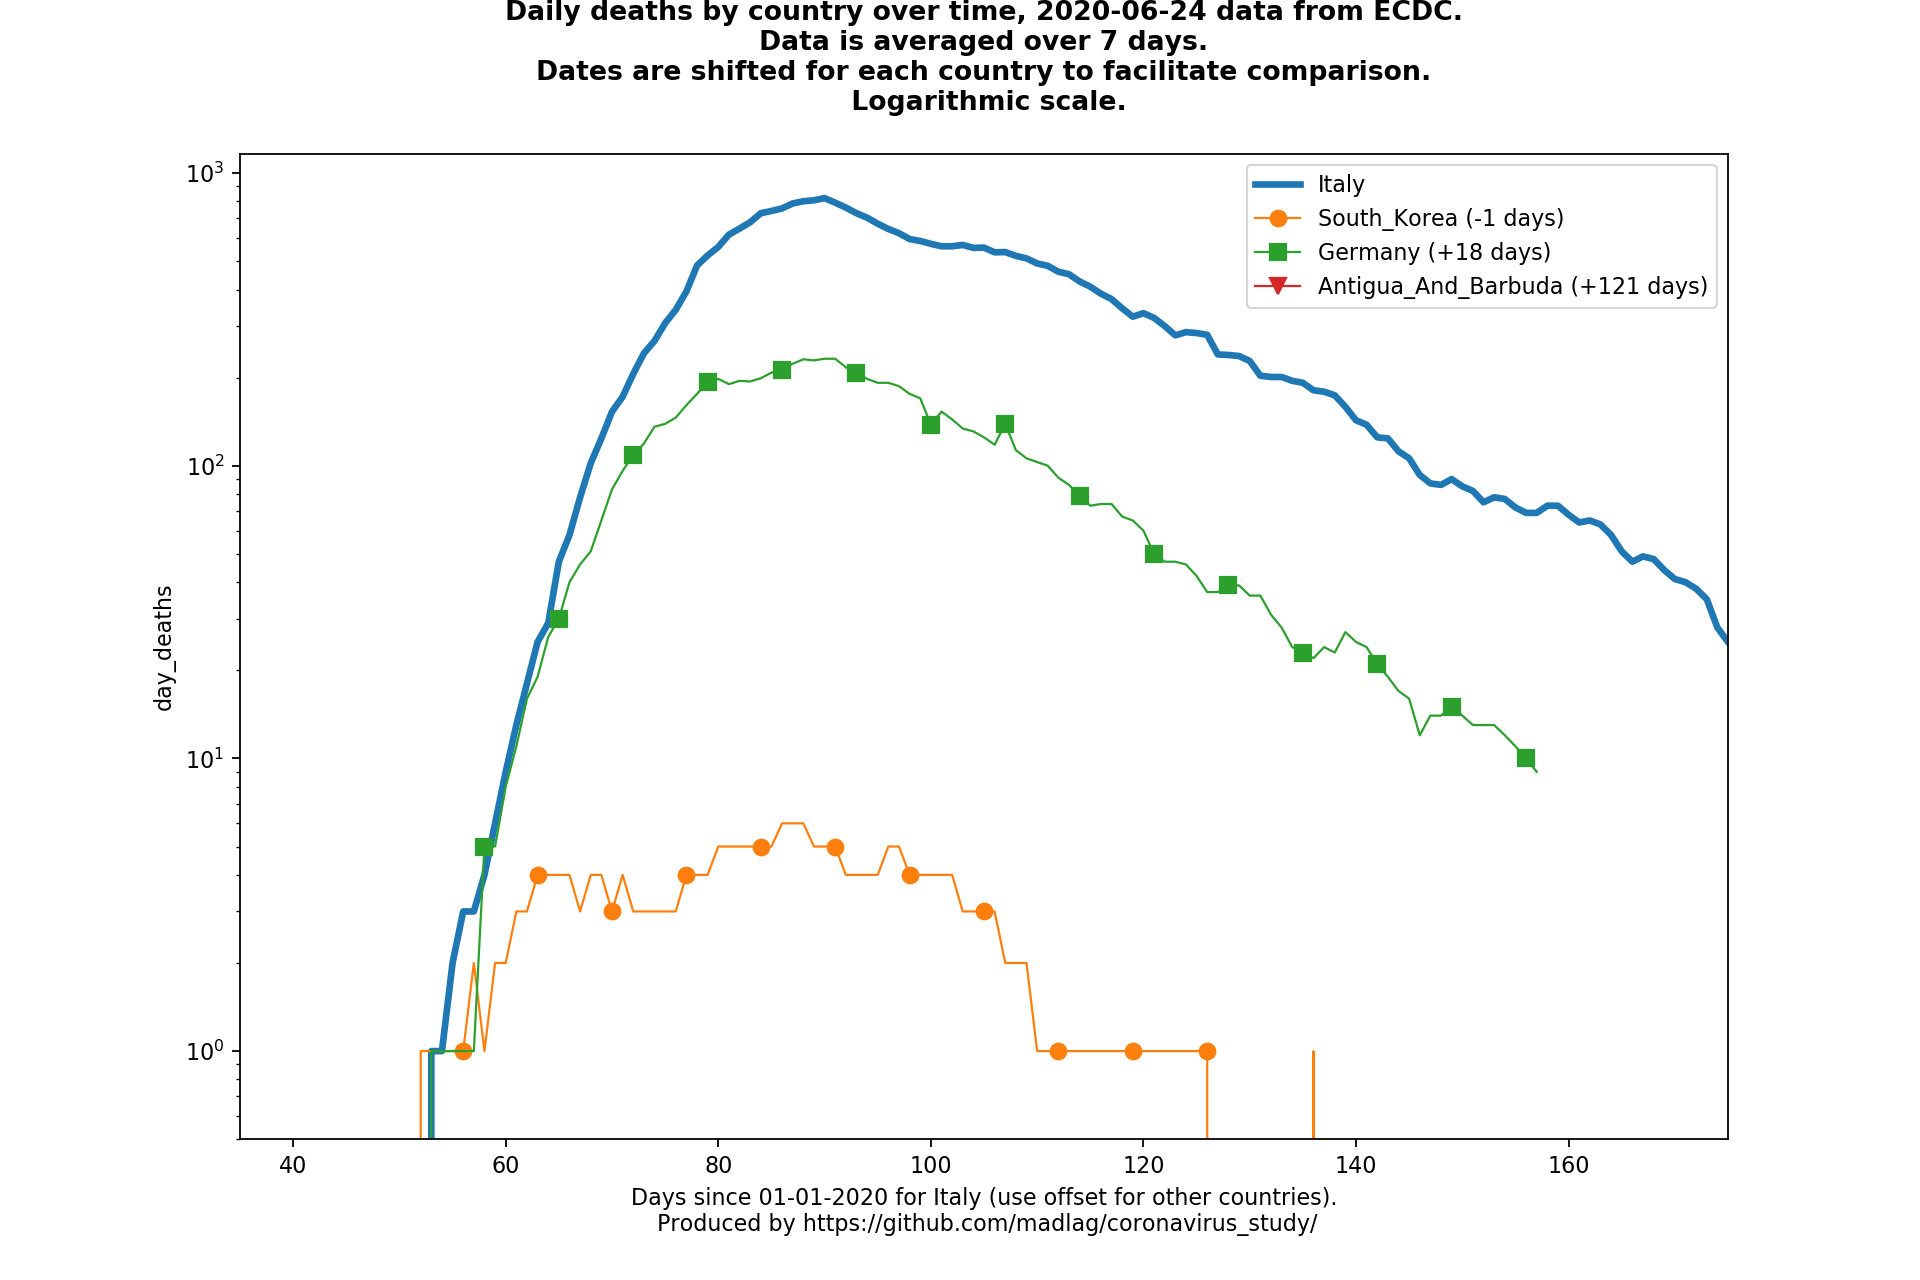 Daily deaths by country over time, 2020-06-24 data from ECDC.
Data is averaged over 7 days.
Dates are shifted for each country to facilitate comparison.
Logarithmic scale.
10³
10²
10¹
10⁰
day_deaths
Italy
South_Korea (-1 days)
Germany (+18 days)
Antigua_And_Barbuda (+121 days)
40 60 80 100 120 140 160
Days since 01-01-2020 for Italy (use offset for other countries).
Produced by https://github.com/madlag/coronavirus_study/